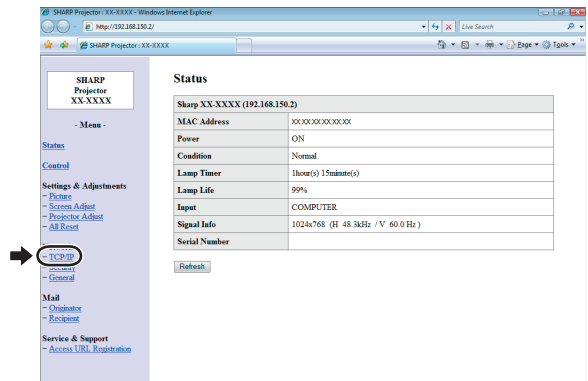 SHARP Projector : XX-XXXX - Windows Internet Explorer
http://192.168.150.2/
Live Search
SHARP Projector : XX-XXXX
Page
Tools
SHARP
Projector
XX-XXXX
- Menu -
Status
Control
Settings & Adjustments
- Picture
- Screen Adjust
- Projector Adjust
- All Reset
- TCP/IP
- Security
- General
Mail
- Originator
- Recipient
Service & Support
- Access URL Registration
Status
Sharp XX-XXXX (192.168.150.2)
MAC Address XX:XX:XX:XX:XX:XX
Power ON
Condition Normal
Lamp Timer 1hour(s) 15minute(s)
Lamp Life 99%
Input COMPUTER
Signal Info 1024x768 (H 48.3kHz / V 60.0 Hz )
Serial Number
Refresh